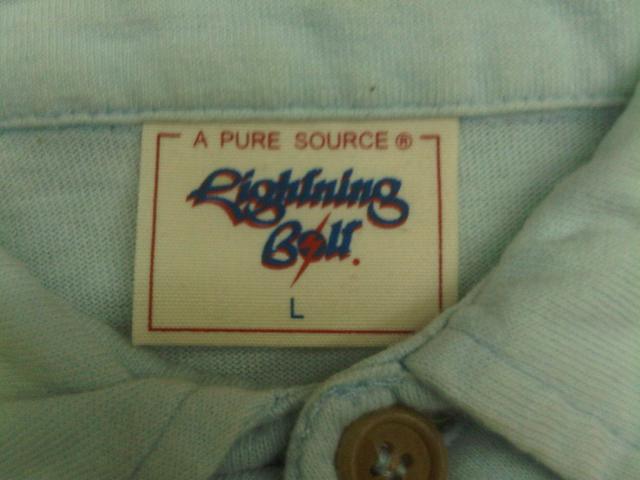 A PURE SOURCE ®
Lightning
Bolt.
L